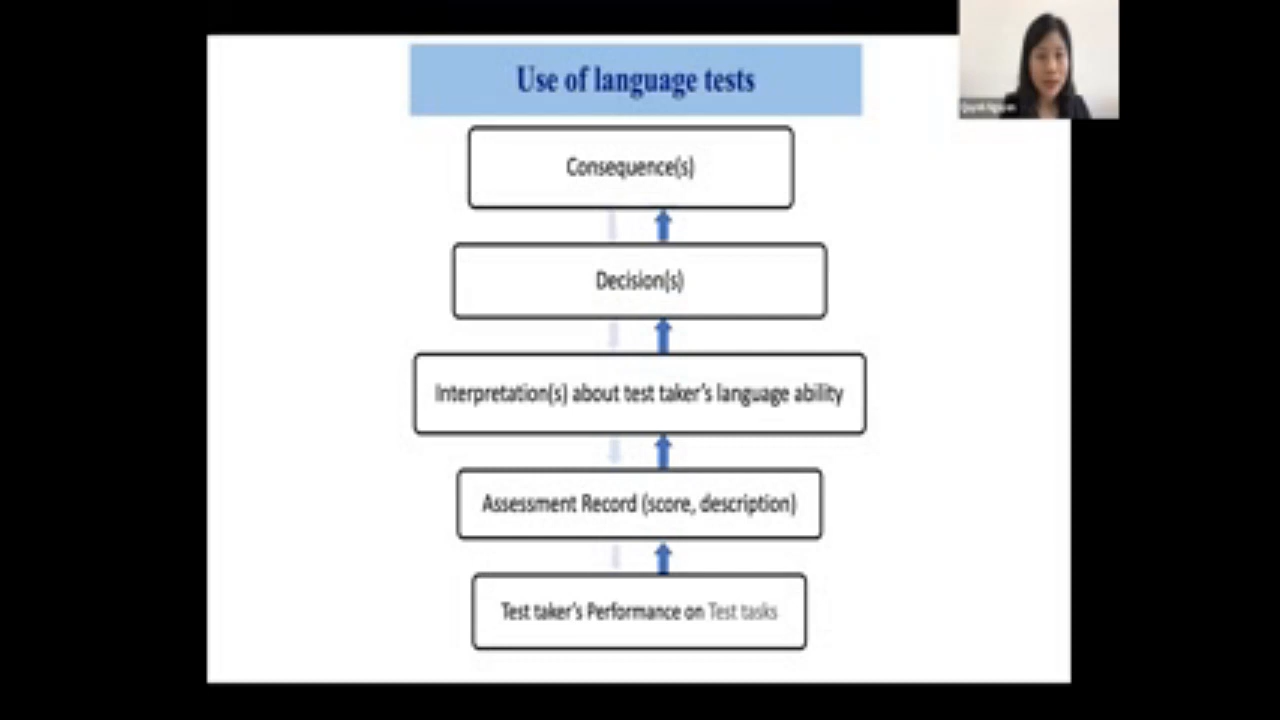 Use of language tests
Consequence(s)
Decision(s)
Interpretation(s) about test taker's language ability
Assessment Record (score, description)
Test taker's Performance on Test tasks